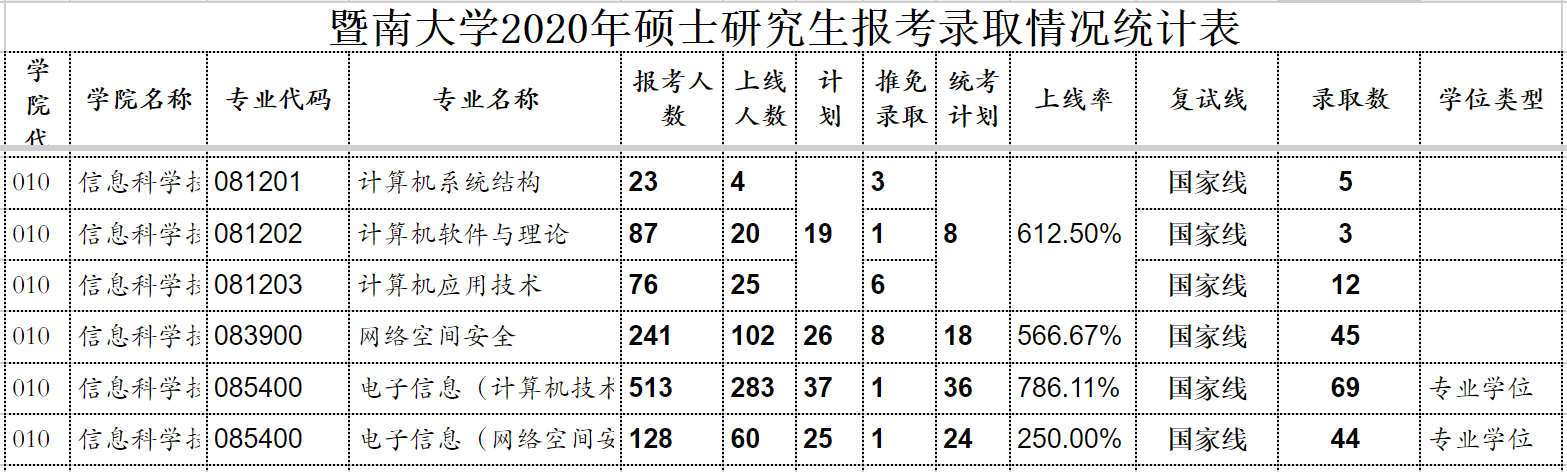 暨南大学2020年硕士研究生报考录取情况统计表
学院代 学院名称 专业代码 专业名称 报考人数 上线人数 计划 推免录取 统考计划 上线率 复试线 录取数 学位类型
010 信息科学技 081201 计算机系统结构 23 4 3 国家线 5
010 信息科学技 081202 计算机软件与理论 87 20 19 1 8 612.50% 国家线 3
010 信息科学技 081203 计算机应用技术 76 25 6 国家线 12
010 信息科学技 083900 网络空间安全 241 102 26 8 18 566.67% 国家线 45
010 信息科学技 085400 电子信息（计算机技术 513 283 37 1 36 786.11% 国家线 69 专业学位
010 信息科学技 085400 电子信息（网络空间安 128 60 25 1 24 250.00% 国家线 44 专业学位